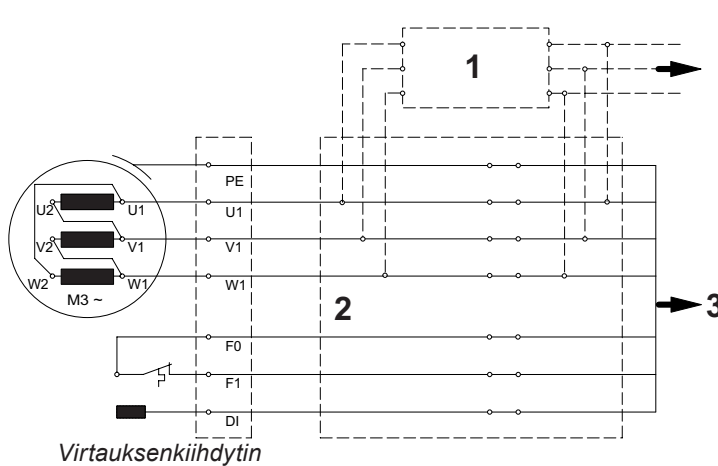 1
PE
U2 U1 U1
V2 V1 V1
W2 W1 W1
M3 ~
2
3
F0
F1
DI
Virtauksenkiihdytin